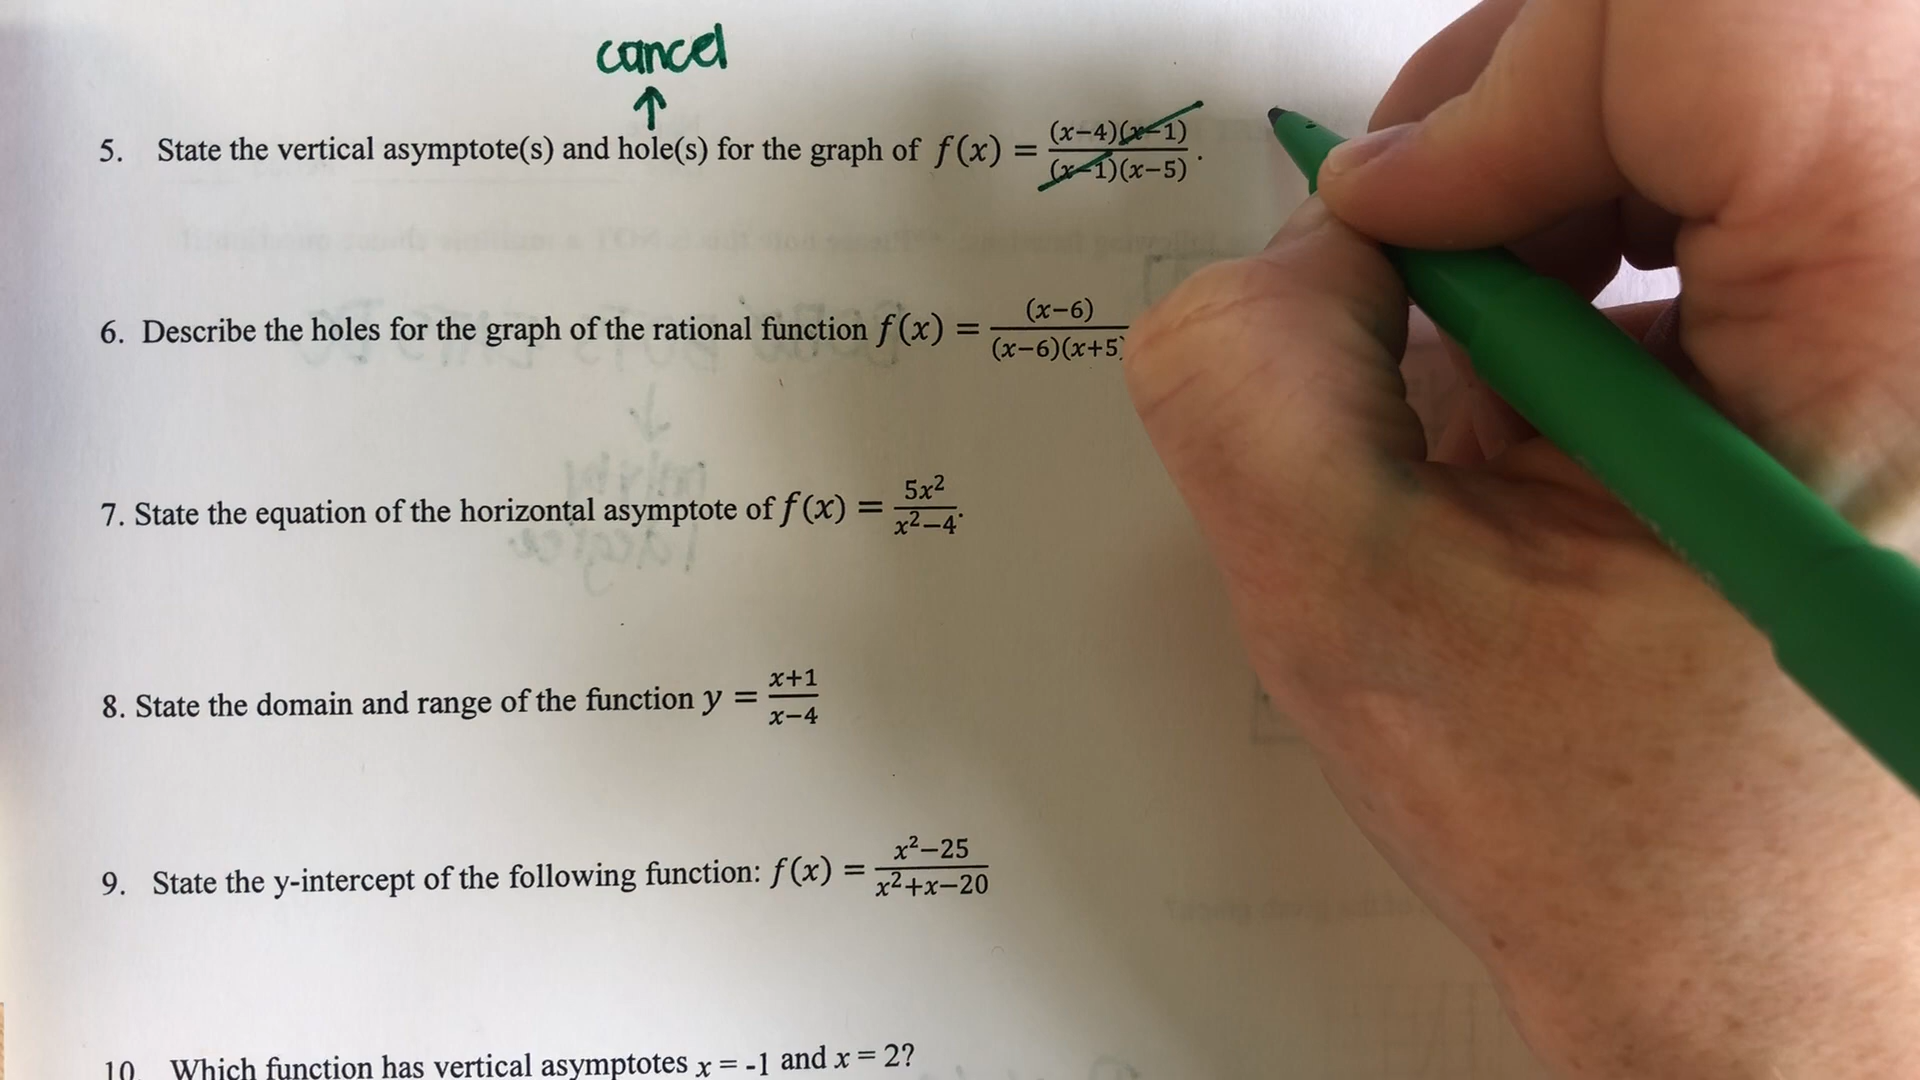 cancel
↑
5. State the vertical asymptote(s) and hole(s) for the graph of f(x) = (x−4)(x−1) / (x−1)(x−5) .
6. Describe the holes for the graph of the rational function f(x) = (x−6) / (x−6)(x+5)
7. State the equation of the horizontal asymptote of f(x) = 5x² / x²−4 .
8. State the domain and range of the function y = x+1 / x−4
9. State the y-intercept of the following function: f(x) = x²−25 / x²+x−20
10. Which function has vertical asymptotes x = -1 and x = 2?